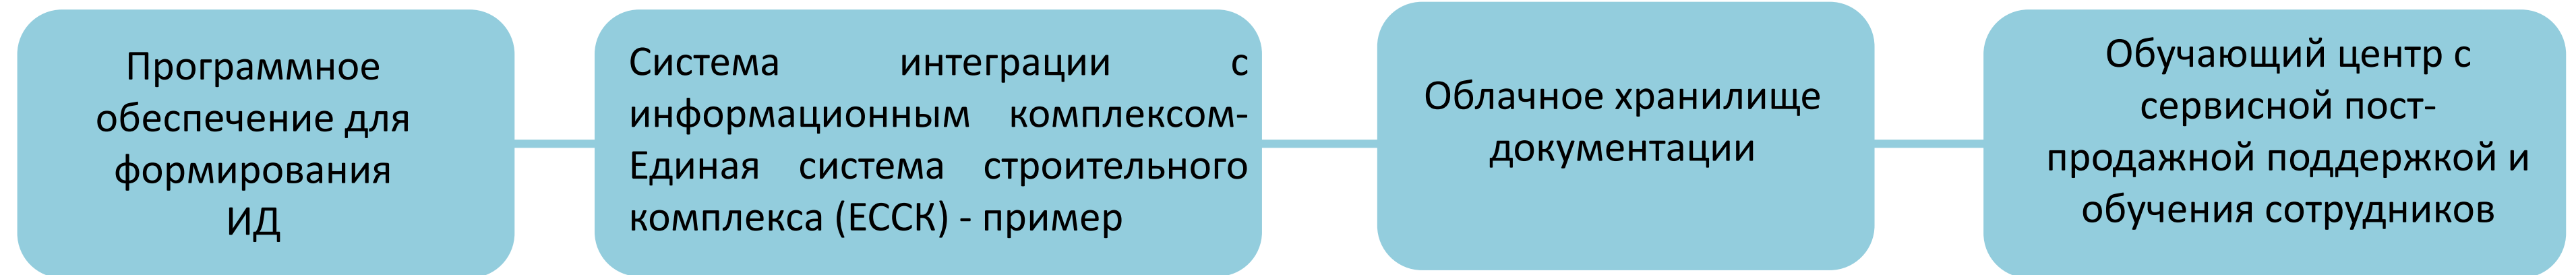 Программное
обеспечение для
формирования
ИД
Система интеграции с
информационным комплексом-
Единая система строительного
комплекса (ЕССК) - пример
Облачное хранилище
документации
Обучающий центр с
сервисной пост-
продажной поддержкой и
обучения сотрудников